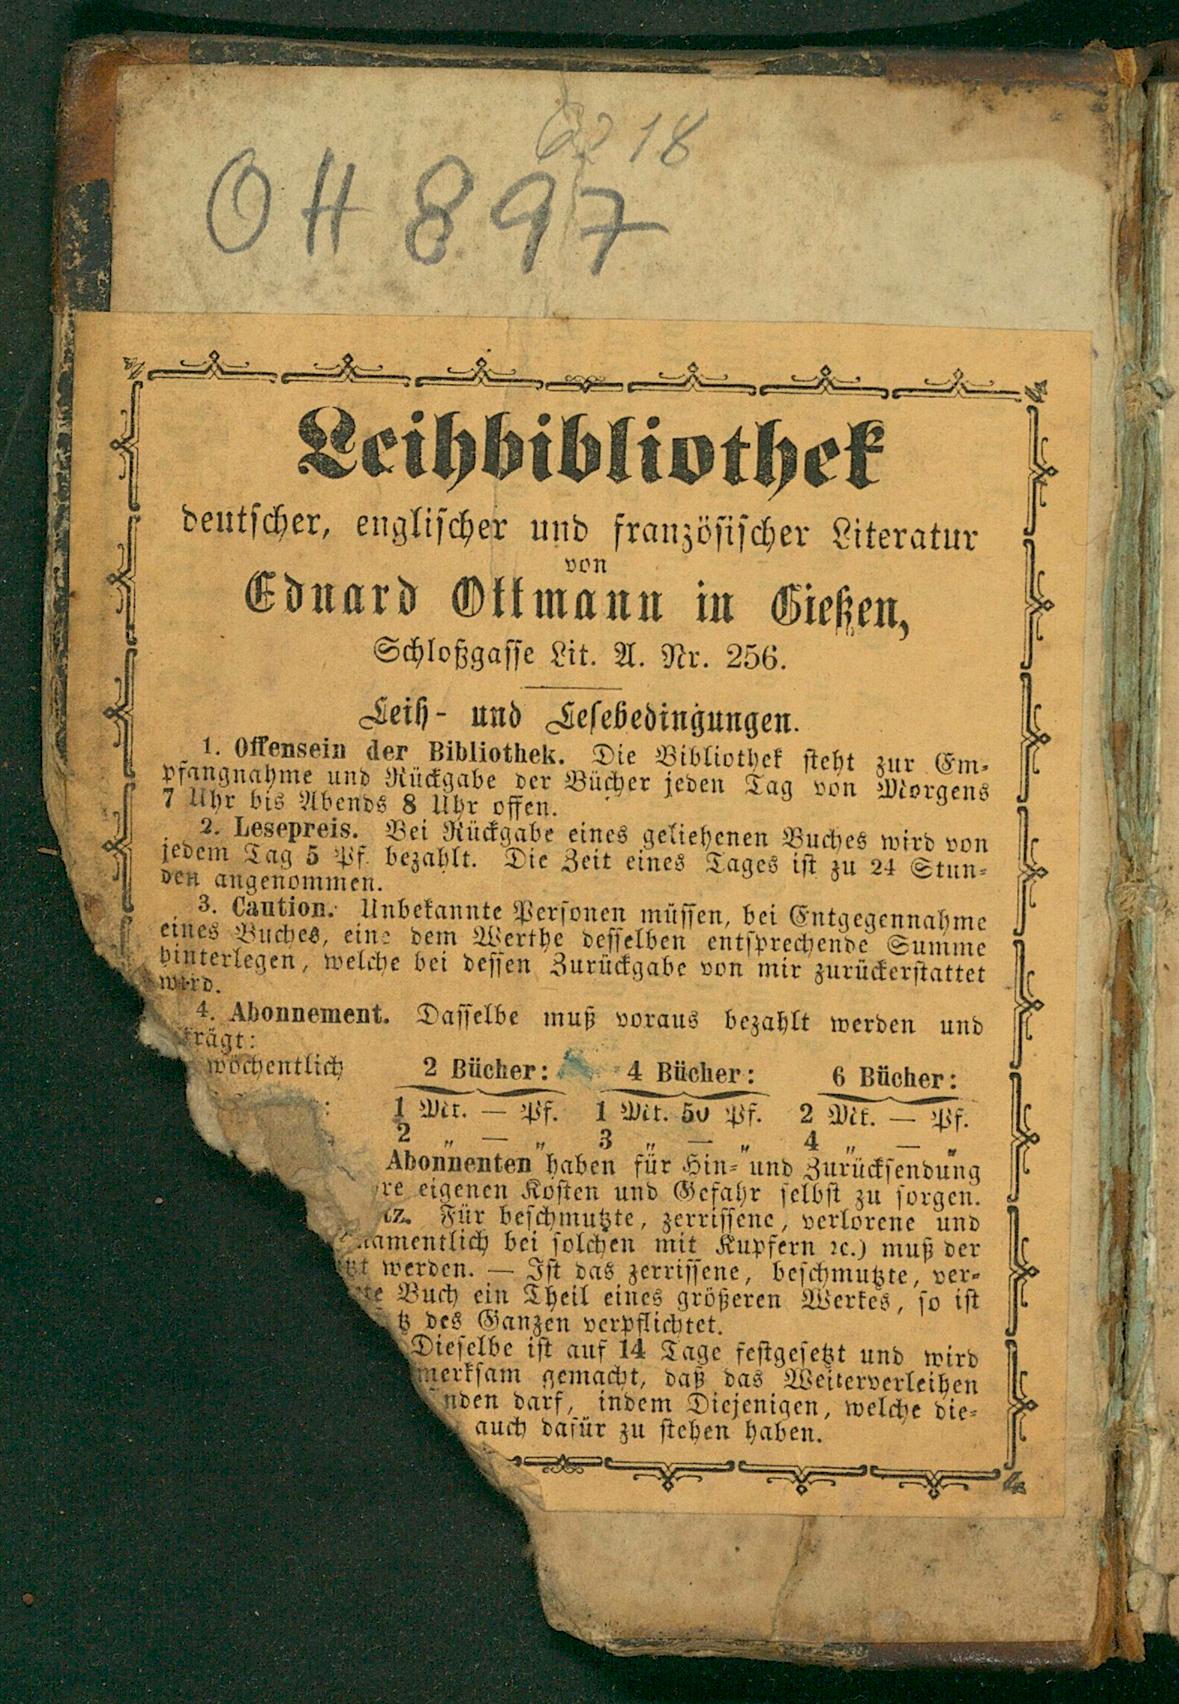 18
OH 897
Leihbibliothek
deutscher, englischer und französischer Literatur
von
Eduard Ottmann in Gießen,
Schloßgasse Lit. A. Nr. 256.
Leih- und Lesebedingungen.
1. Offensein der Bibliothek. Die Bibliothek steht zur Em-
pfangnahme und Rückgabe der Bücher jeden Tag von Morgens
7 Uhr bis Abends 8 Uhr offen.
2. Lesepreis. Bei Rückgabe eines geliehenen Buches wird von
jedem Tag 5 Pf. bezahlt. Die Zeit eines Tages ist zu 24 Stun-
den angenommen.
3. Caution. Unbekannte Personen müssen, bei Entgegennahme
eines Buches, eine dem Werthe desselben entsprechende Summe
hinterlegen, welche bei dessen Zurückgabe von mir zurückerstattet
wird.
4. Abonnement. Dasselbe muß voraus bezahlt werden und
trägt:
wöchentlich 2 Bücher: 4 Bücher: 6 Bücher:
: 1 Mk. — Pf. 1 Mk. 50 Pf. 2 Mk. — Pf.
2 „ — „ 3 „ — „ 4 „ — „
Abonnenten haben für Hin- und Zurücksendung
re eigenen Kosten und Gefahr selbst zu sorgen.
tz. Für beschmutzte, zerrissene, verlorene und
namentlich bei solchen mit Kupfern ꝛc.) muß der
tzt werden. — Ist das zerrissene, beschmutzte, ver-
te Buch ein Theil eines größeren Werkes, so ist
tz des Ganzen verpflichtet.
Dieselbe ist auf 14 Tage festgesetzt und wird
merksam gemacht, daß das Weiterverleihen
nden darf, indem Diejenigen, welche die-
auch dafür zu stehen haben.